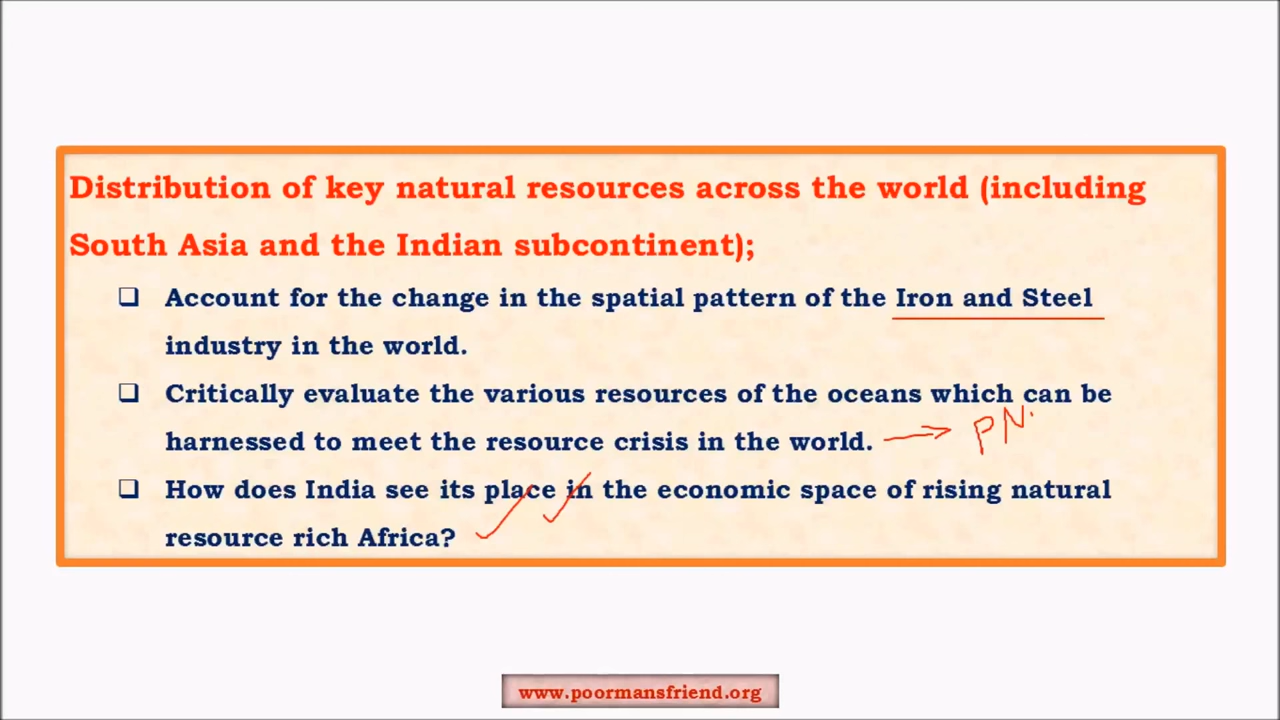 Distribution of key natural resources across the world (including
South Asia and the Indian subcontinent);
❑ Account for the change in the spatial pattern of the Iron and Steel
industry in the world.
❑ Critically evaluate the various resources of the oceans which can be
harnessed to meet the resource crisis in the world. → PN.
❑ How does India see its place in the economic space of rising natural
resource rich Africa?
www.poormansfriend.org